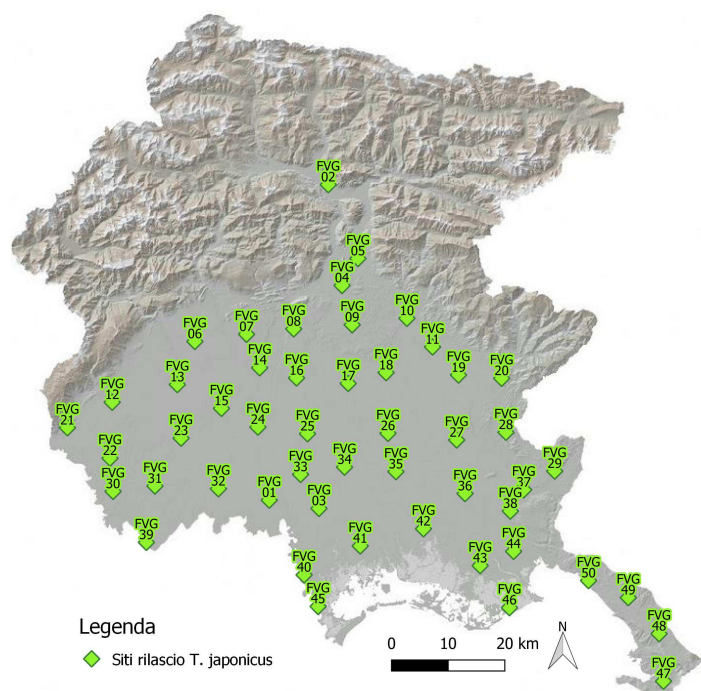 FVG
02
FVG
05
FVG
04
FVG
10
FVG
09
FVG
08
FVG
07
FVG
06
FVG
11
FVG
14
FVG
16
FVG
17
FVG
18
FVG
19
FVG
20
FVG
13
FVG
12
FVG
15
FVG
21
FVG
23
FVG
24
FVG
25
FVG
26
FVG
27
FVG
28
FVG
22
FVG
29
FVG
30
FVG
31
FVG
32
FVG
01
FVG
33
FVG
34
FVG
35
FVG
36
FVG
37
FVG
38
FVG
03
FVG
39
FVG
41
FVG
42
FVG
43
FVG
44
FVG
40
FVG
45
FVG
46
FVG
50
FVG
49
FVG
48
FVG
47
Legenda
Siti rilascio T. japonicus
0 10 20 km
N